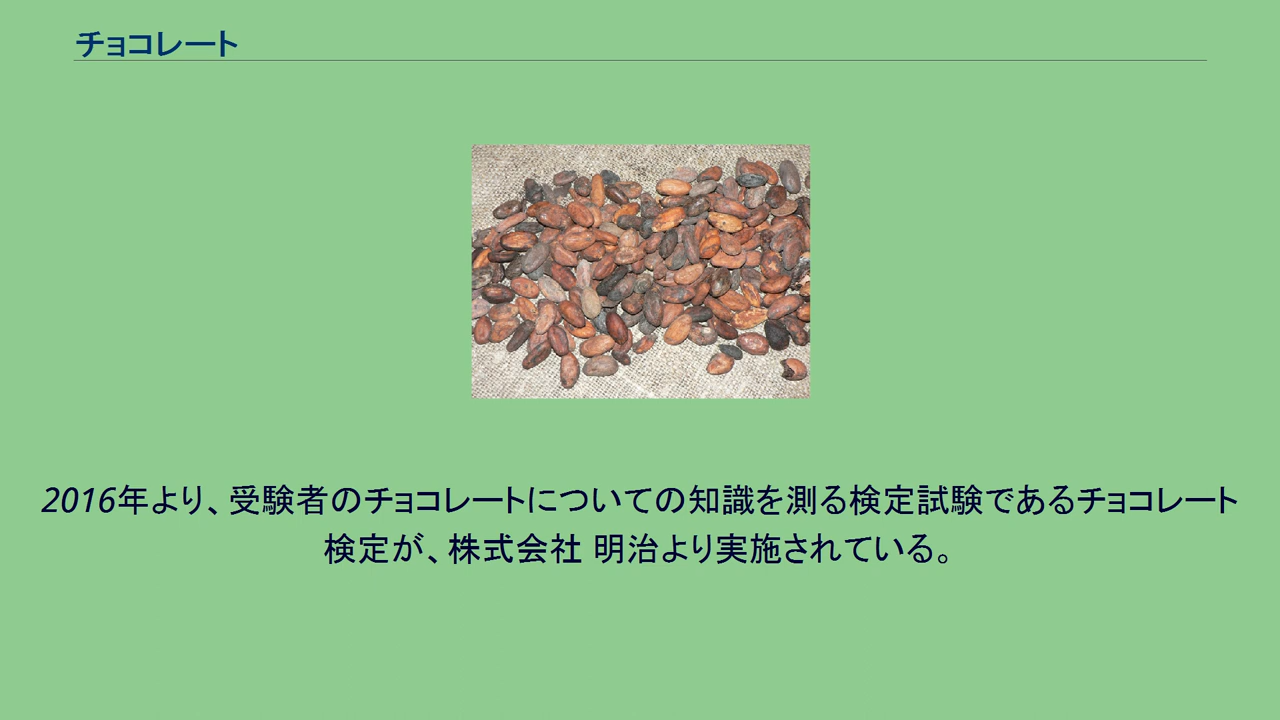 チョコレート
2016年より、受験者のチョコレートについての知識を測る検定試験であるチョコレート
検定が、株式会社 明治より実施されている。